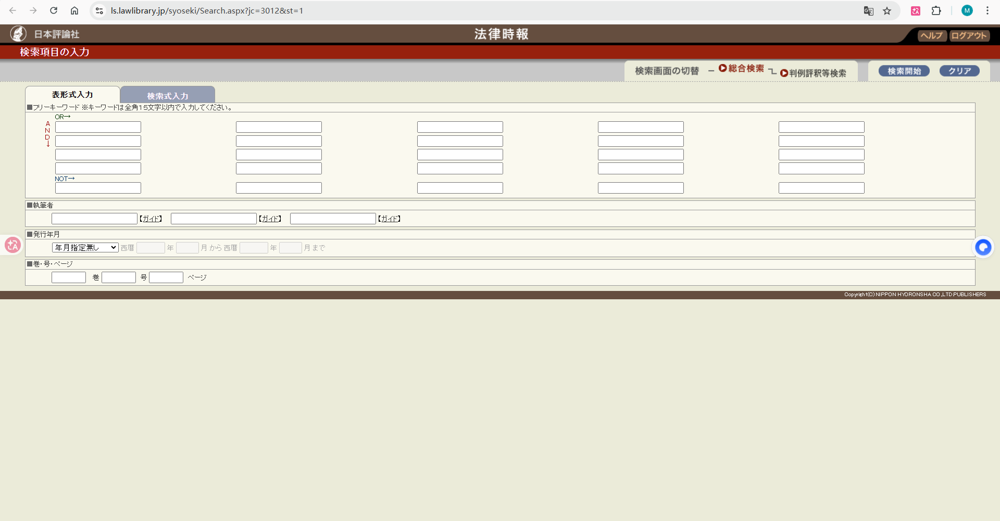 ls.lawlibrary.jp/syoseki/Search.aspx?jc=3012&st=1
M
日本評論社
法律時報
ヘルプ ログアウト
検索項目の入力
検索画面の切替 総合検索 判例評釈等検索 検索開始 クリア
表形式入力 検索式入力
■フリーキーワード ※キーワードは全角15文字以内で入力してください。
OR→
AND↓
NOT→
■執筆者
【ガイド】 【ガイド】 【ガイド】
■発行年月
年月指定無し 西暦 年 月 から 西暦 年 月 まで
■巻・号・ページ
巻 号 ページ
Copyright(C) NIPPON HYORONSHA CO.,LTD.PUBLISHERS